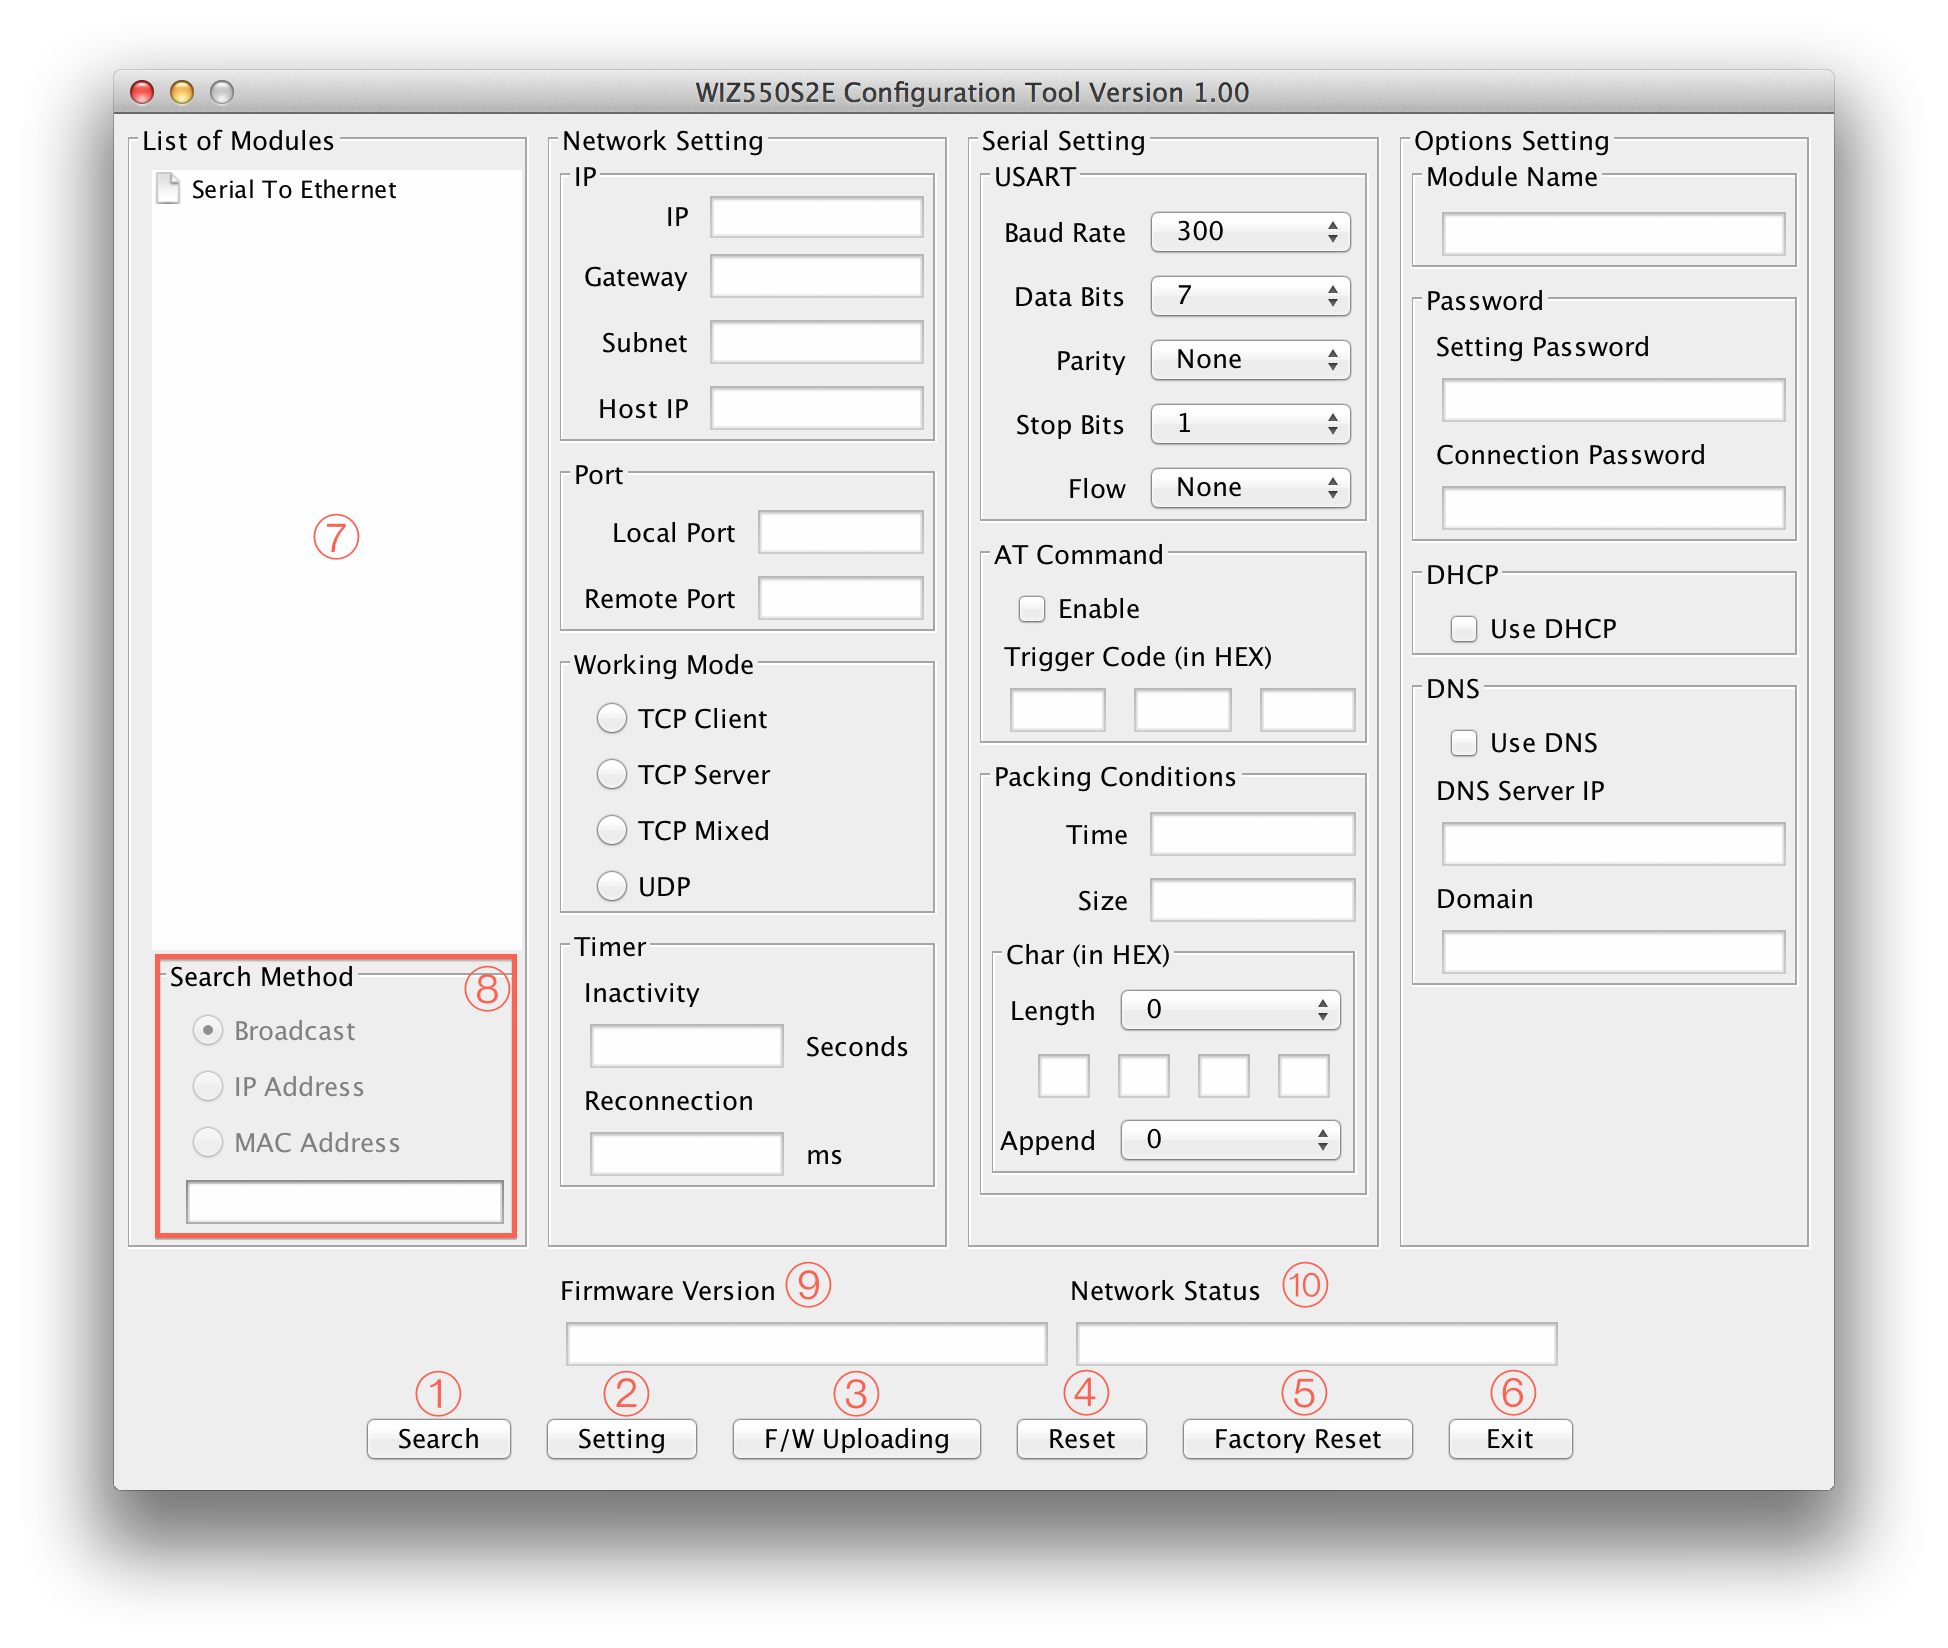 WIZ550S2E Configuration Tool Version 1.00
List of Modules
Serial To Ethernet
⑦
Search Method
⑧
Broadcast
IP Address
MAC Address
Network Setting
IP
IP
Gateway
Subnet
Host IP
Port
Local Port
Remote Port
Working Mode
TCP Client
TCP Server
TCP Mixed
UDP
Timer
Inactivity
Seconds
Reconnection
ms
Serial Setting
USART
Baud Rate 300
Data Bits 7
Parity None
Stop Bits 1
Flow None
AT Command
Enable
Trigger Code (in HEX)
Packing Conditions
Time
Size
Char (in HEX)
Length 0
Append 0
Options Setting
Module Name
Password
Setting Password
Connection Password
DHCP
Use DHCP
DNS
Use DNS
DNS Server IP
Domain
Firmware Version ⑨
Network Status ⑩
① ② ③ ④ ⑤ ⑥
Search Setting F/W Uploading Reset Factory Reset Exit